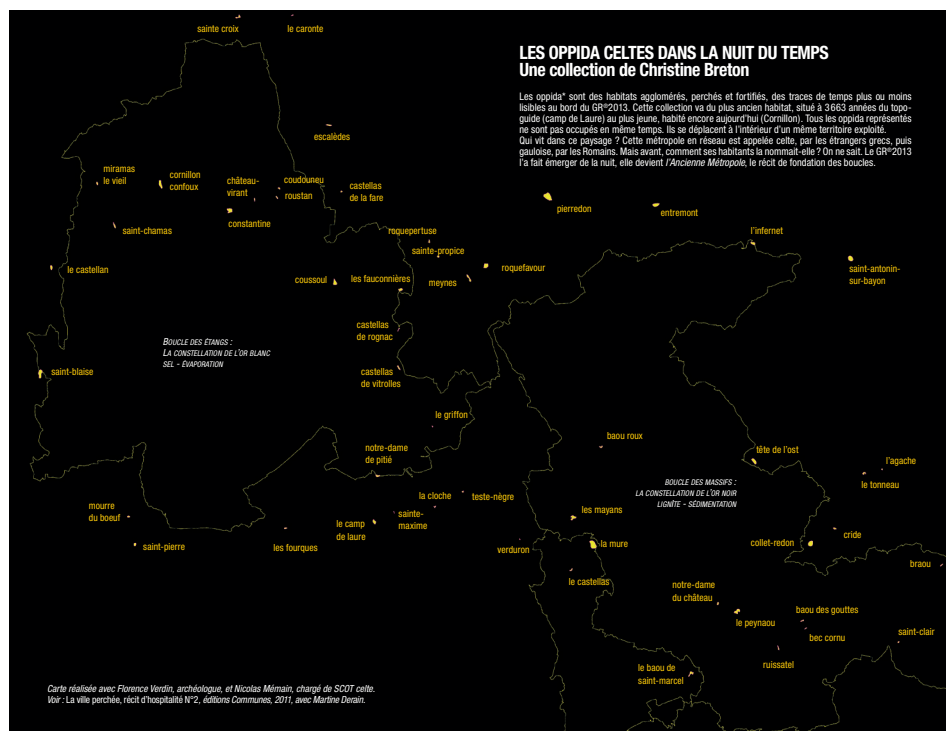 sainte croix
le caronte
LES OPPIDA CELTES DANS LA NUIT DU TEMPS
Une collection de Christine Breton
Les oppida* sont des habitats agglomérés, perchés et fortifiés, des traces de temps plus ou moins
lisibles au bord du GR®2013. Cette collection va du plus ancien habitat, situé à 3663 années du topo-
guide (camp de Laure) au plus jeune, habité encore aujourd'hui (Cornillon). Tous les oppida représentés
ne sont pas occupés en même temps. Ils se déplacent à l'intérieur d'un même territoire exploité.
Qui vit dans ce paysage ? Cette métropole en réseau est appelée celte, par les étrangers grecs, puis
gauloise, par les Romains. Mais avant, comment ses habitants la nommait-elle ? On ne sait. Le GR®2013
l'a fait émerger de la nuit, elle devient l'Ancienne Métropole, le récit de fondation des boucles.
escalèdes
miramas
le vieil
cornillon
confoux
château-
virant
coudouneu
roustan
castellas
de la fare
constantine
saint-chamas
pierredon
entremont
roquepertuse
sainte-propice
l'infernet
le castellan
coussoul
les fauconnières
meynes
roquefavour
saint-antonin-
sur-bayon
castellas
de rognac
BOUCLE DES ÉTANGS :
LA CONSTELLATION DE L'OR BLANC
SEL - ÉVAPORATION
saint-blaise
castellas
de vitrolles
le griffon
notre-dame
de pitié
baou roux
tête de l'ost
l'agache
le tonneau
BOUCLE DES MASSIFS :
LA CONSTELLATION DE L'OR NOIR
LIGNÎTE - SÉDIMENTATION
la cloche
teste-nègre
mourre
du boeuf
le camp
de laure
sainte-
maxime
les mayans
saint-pierre
les fourques
verduron
la mure
collet-redon
cride
braou
le castellas
notre-dame
du château
le peynaou
baou des gouttes
bec cornu
saint-clair
ruissatel
le baou de
saint-marcel
Carte réalisée avec Florence Verdin, archéologue, et Nicolas Mémain, chargé de SCOT celte.
Voir : La ville perchée, récit d'hospitalité N°2, éditions Communes, 2011, avec Martine Derain.